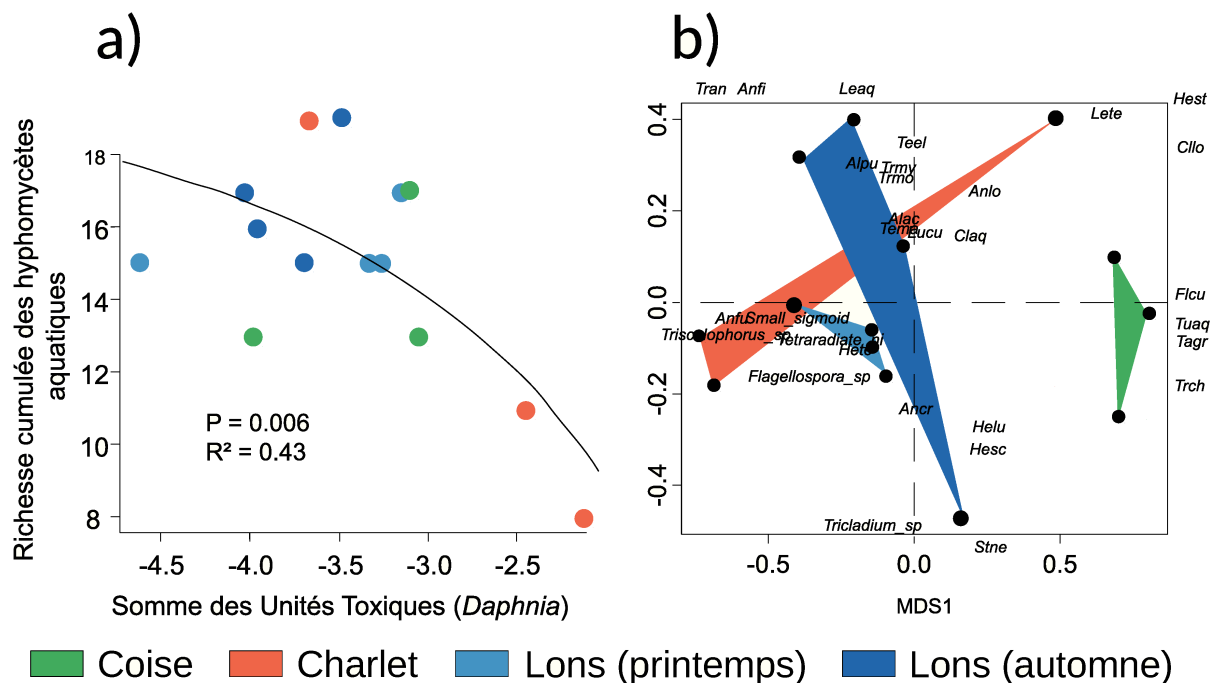 a)
b)
Richesse cumulée des hyphomycètes
aquatiques
18
16
14
12
10
8
P = 0.006
R² = 0.43
-4.5 -4.0 -3.5 -3.0 -2.5
Somme des Unités Toxiques (Daphnia)
Tran Anfi Leaq Hest
Lete
Teel Cllo
Alpu Trmy
Trmo
Anlo
Alac
Eucu Claq
Flcu
Anfu Small_sigmoid Tuaq
Tetraradiate_ni Tagr
Hete
Flagellospora_sp Trch
Ancr
Helu
Hesc
Tricladium_sp
Stne
0.4
0.2
0.0
-0.2
-0.4
-0.5 0.0 0.5
MDS1
Coise Charlet Lons (printemps) Lons (automne)